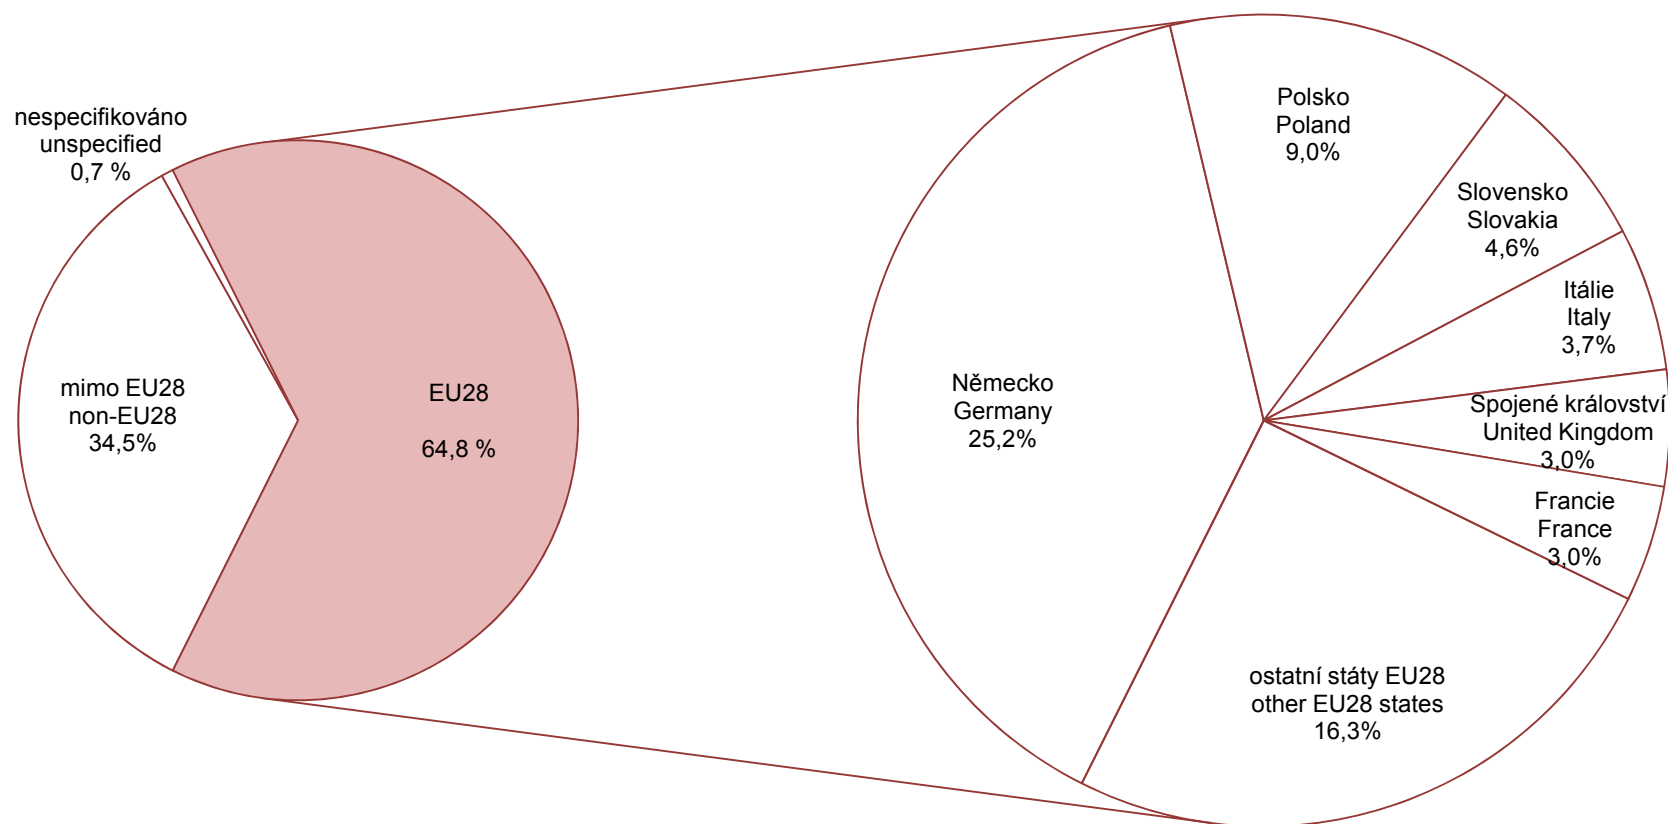 nespecifikováno
unspecified
0,7 %
mimo EU28
non-EU28
34,5%
EU28
64,8 %
Německo
Germany
25,2%
Polsko
Poland
9,0%
Slovensko
Slovakia
4,6%
Itálie
Italy
3,7%
Spojené království
United Kingdom
3,0%
Francie
France
3,0%
ostatní státy EU28
other EU28 states
16,3%